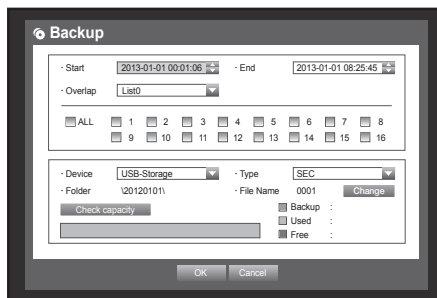 Backup
· Start 2013-01-01 00:01:06 · End 2013-01-01 08:25:45
· Overlap List0
ALL 1 2 3 4 5 6 7 8
9 10 11 12 13 14 15 16
· Device USB-Storage · Type SEC
· Folder \20120101\ · File Name 0001 Change
Check capacity Backup :
Used :
Free :
OK Cancel